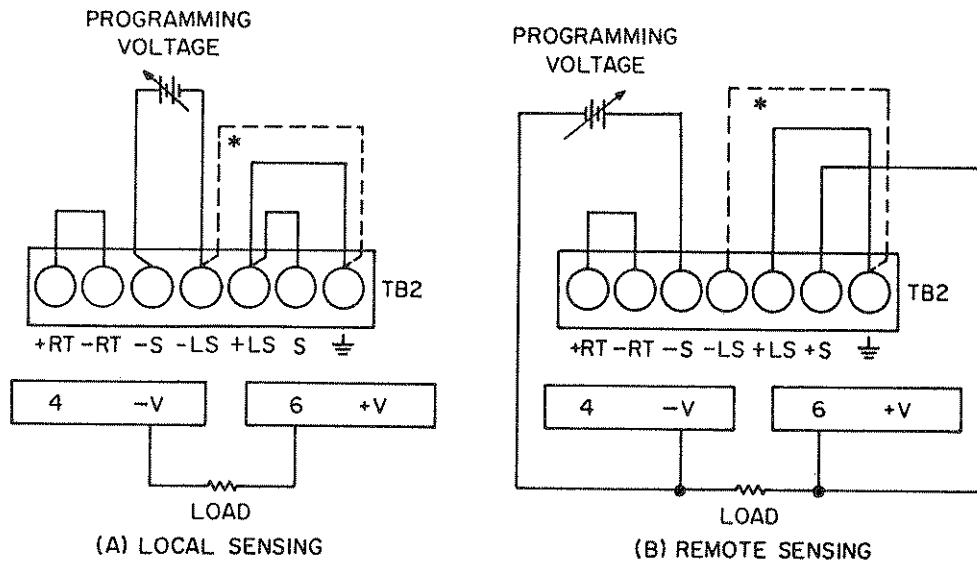 PROGRAMMING
VOLTAGE
*
TB2
+RT -RT -S -LS +LS S
4 -V 6 +V
LOAD
(A) LOCAL SENSING
PROGRAMMING
VOLTAGE
*
TB2
+RT -RT -S -LS +LS +S
4 -V 6 +V
LOAD
(B) REMOTE SENSING